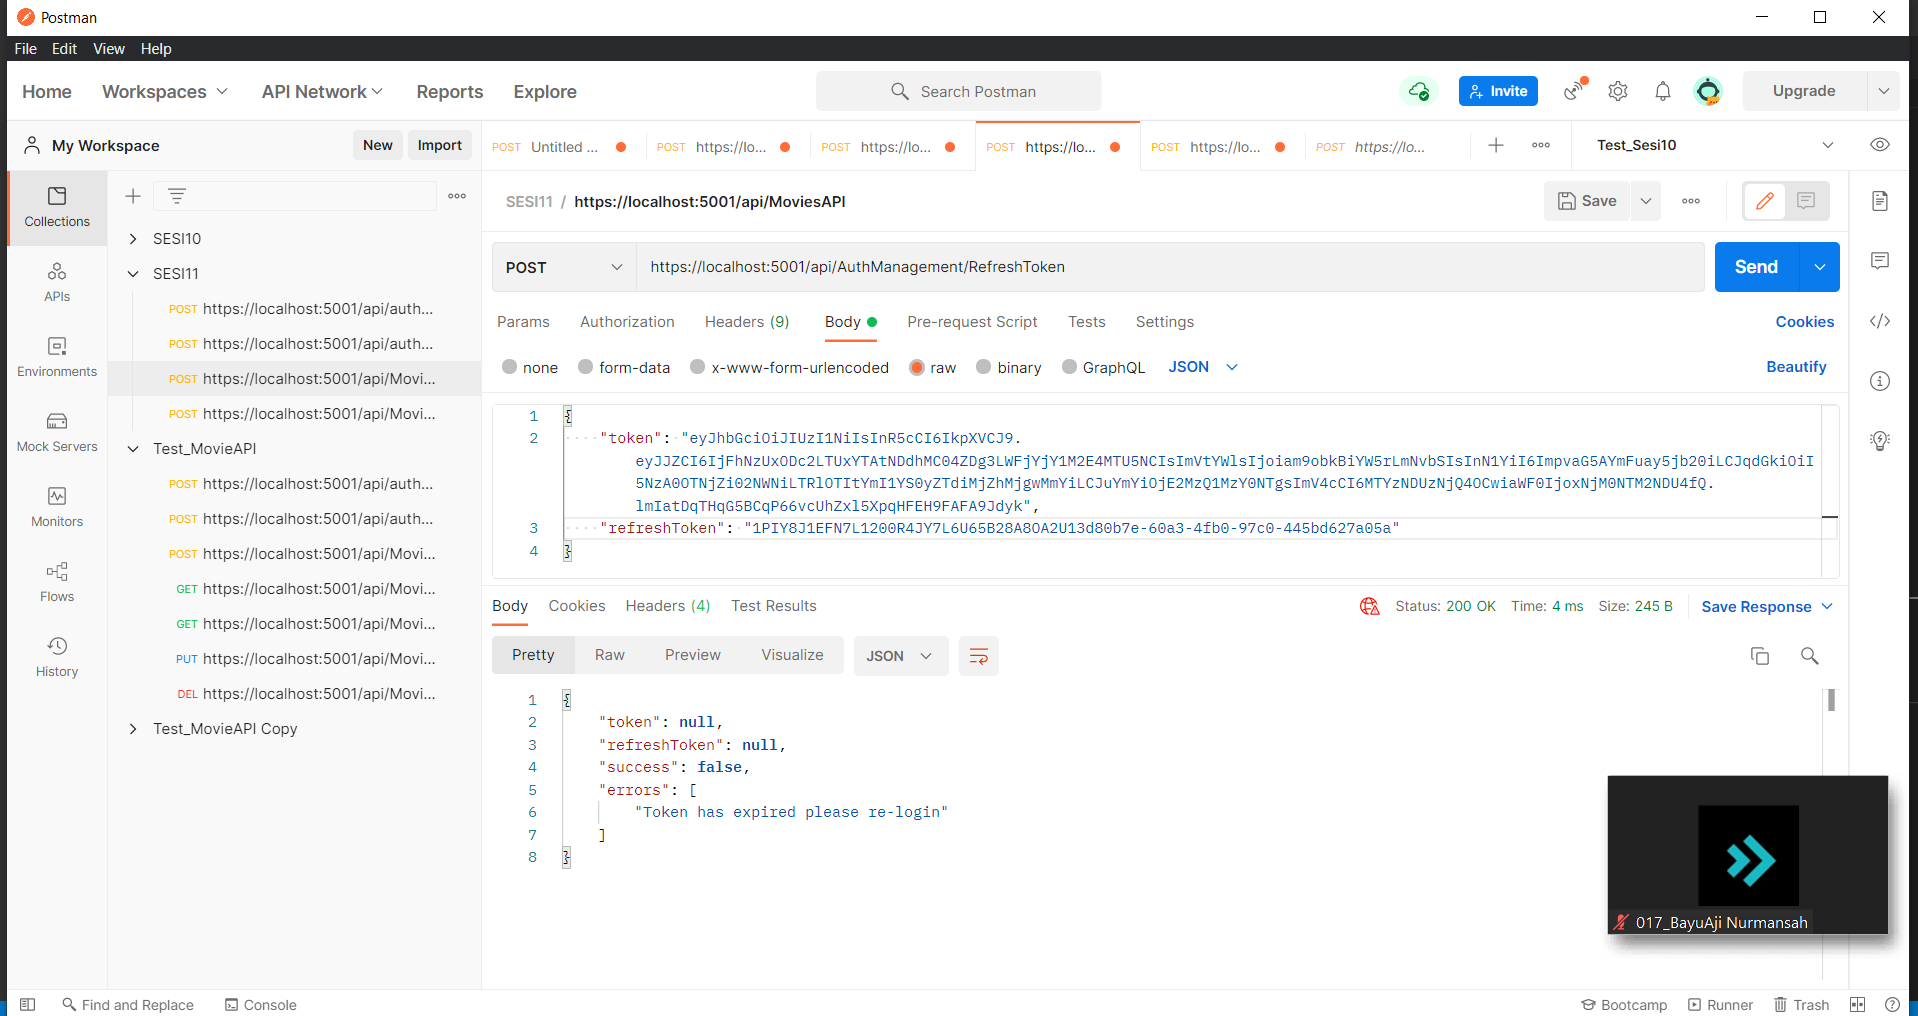 Postman
File Edit View Help
Home Workspaces API Network Reports Explore Search Postman Invite Upgrade
My Workspace New Import
POST Untitled ... POST https://lo... POST https://lo... POST https://lo... POST https://lo... POST https://lo... Test_Sesi10
Collections
APIs
Environments
Mock Servers
Monitors
Flows
History
SESI10
SESI11
POST https://localhost:5001/api/auth...
POST https://localhost:5001/api/auth...
POST https://localhost:5001/api/Movi...
POST https://localhost:5001/api/Movi...
Test_MovieAPI
POST https://localhost:5001/api/auth...
POST https://localhost:5001/api/auth...
POST https://localhost:5001/api/Movi...
GET https://localhost:5001/api/Movi...
GET https://localhost:5001/api/Movi...
PUT https://localhost:5001/api/Movi...
DEL https://localhost:5001/api/Movi...
Test_MovieAPI Copy
SESI11 / https://localhost:5001/api/MoviesAPI Save
POST https://localhost:5001/api/AuthManagement/RefreshToken Send
Params Authorization Headers (9) Body Pre-request Script Tests Settings Cookies
none form-data x-www-form-urlencoded raw binary GraphQL JSON Beautify
1 {
2 "token": "eyJhbGciOiJIUzI1NiIsInR5cCI6IkpXVCJ9.
eyJJZCI6IjFhNzUxODc2LTUxYTAtNDdhMC04ZDg3LWFjYjY1M2E4MTU5NCIsImVtYWlsIjoiam9obkBiYW5rLmNvbSIsInN1YiI6ImpvaG5AYmFuay5jb20iLCJqdGkiOiI
5NzA0OTNjZi02NWNiLTRlOTItYmI1YS0yZTdiMjZhMjgwMmYiLCJuYmYiOjE2MzQ1MzY0NTgsImV4cCI6MTYzNDUzNjQ4OCwiaWF0IjoxNjM0NTM2NDU4fQ.
lmIatDqTHqG5BCqP66vcUhZxl5XpqHFEH9FAFA9Jdyk",
3 "refreshToken": "1PIY8J1EFN7L1200R4JY7L6U65B28A8OA2U13d80b7e-60a3-4fb0-97c0-445bd627a05a"
4 }
Body Cookies Headers (4) Test Results Status: 200 OK Time: 4 ms Size: 245 B Save Response
Pretty Raw Preview Visualize JSON
1 {
2 "token": null,
3 "refreshToken": null,
4 "success": false,
5 "errors": [
6 "Token has expired please re-login"
7 ]
8 }
017_BayuAji Nurmansah
Find and Replace Console Bootcamp Runner Trash